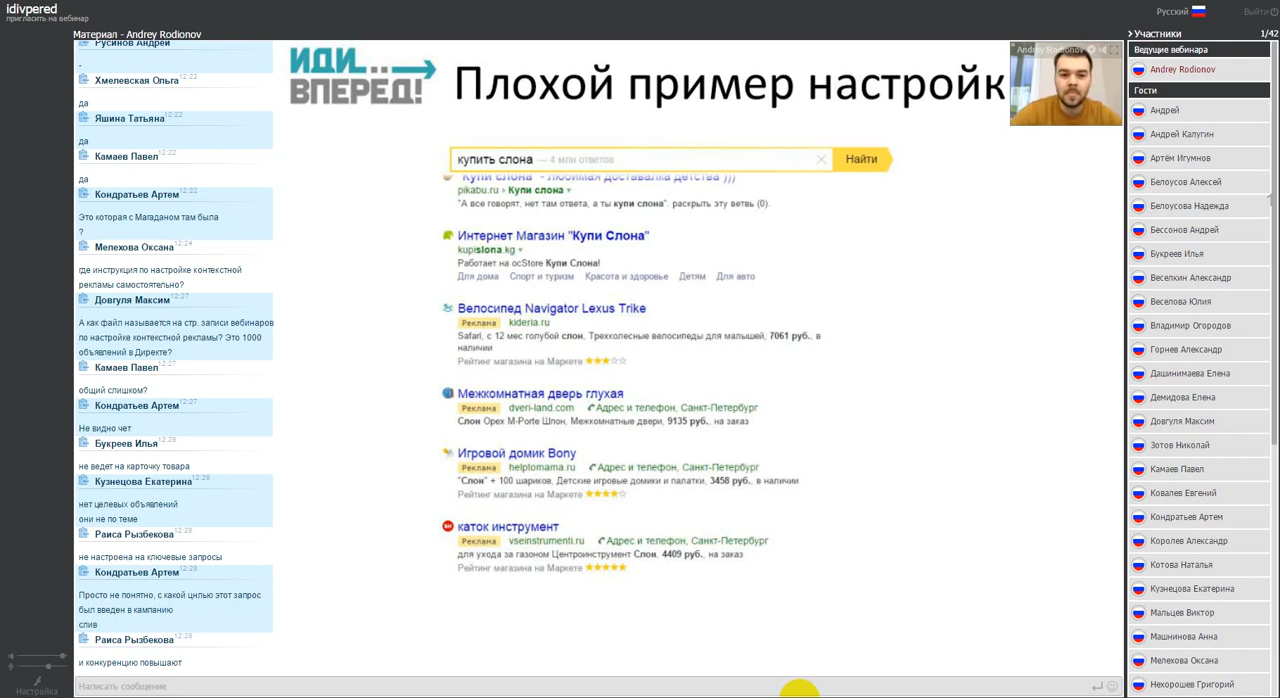 idivpered
пригласить на вебинар
Русский
Выйти
Материал - Andrey Rodionov
Русинов Андрей
-
Хмелевская Ольга 12:22
да
Яшина Татьяна 12:22
да
Камаев Павел 12:22
да
Кондратьев Артем 12:22
Это которая с Магаданом там была
?
Мелехова Оксана 12:24
где инструкция по настройке контекстной
рекламы самостоятельно?
Довгуля Максим 12:27
А как файл называется на стр. записи вебинаров
по настройке контекстной рекламы? Это 1000
объявлений в Директе?
Камаев Павел 12:27
общий слишком?
Кондратьев Артем 12:27
Не видно чет
Букреев Илья 12:28
не ведет на карточку товара
Кузнецова Екатерина 12:28
нет целевых объявлений
они не по теме
Раиса Рызбекова 12:28
не настроена на ключевые запросы
Кондратьев Артем 12:28
Просто не понятно, с какой цнлью этот запрос
был введен в кампанию
слив
Раиса Рызбекова 12:28
и конкуренцию повышают
Написать сообщение
Настройка
ИДИ...
ВПЕРЁД!
Плохой пример настройк
Andrey Rodionov
купить слона — 4 млн ответов
Найти
"Купи слона" - любимая доставалка детства )))
pikabu.ru › Купи слона
"А все говорят, нет там ответа, а ты купи слона". раскрыть эту ветвь (0).
Интернет Магазин "Купи Слона"
kupislona.kg
Работает на ocStore Купи Слона!
Для дома Спорт и туризм Красота и здоровье Детям Для авто
Велосипед Navigator Lexus Trike
Реклама kideria.ru
Safari, с 12 мес голубой слон, Трехколесные велосипеды для малышей, 7061 руб., в
наличии
Рейтинг магазина на Маркете
Межкомнатная дверь глухая
Реклама dveri-land.com Адрес и телефон, Санкт-Петербург
Слон Орех M-Porte Шпон, Межкомнатные двери, 9135 руб., на заказ
Игровой домик Bony
Реклама helptomama.ru Адрес и телефон, Санкт-Петербург
"Слон" + 100 шариков, Детские игровые домики и палатки, 3458 руб., в наличии
Рейтинг магазина на Маркете
каток инструмент
Реклама vseinstrumenti.ru Адрес и телефон, Санкт-Петербург
для ухода за газоном Центроинструмент Слон, 4409 руб., на заказ
Рейтинг магазина на Маркете
Участники 1/42
Ведущие вебинара
Andrey Rodionov
Гости
Андрей
Андрей Калугин
Артём Игумнов
Белоусов Алексей
Белоусова Надежда
Бессонов Андрей
Букреев Илья
Веселкин Александр
Веселова Юлия
Владимир Огородов
Горнев Александр
Дашинимаева Елена
Демидова Елена
Довгуля Максим
Зотов Николай
Камаев Павел
Ковалев Евгений
Кондратьев Артем
Королев Александр
Котова Наталья
Кузнецова Екатерина
Мальцев Виктор
Машнинова Анна
Мелехова Оксана
Нехорошев Григорий